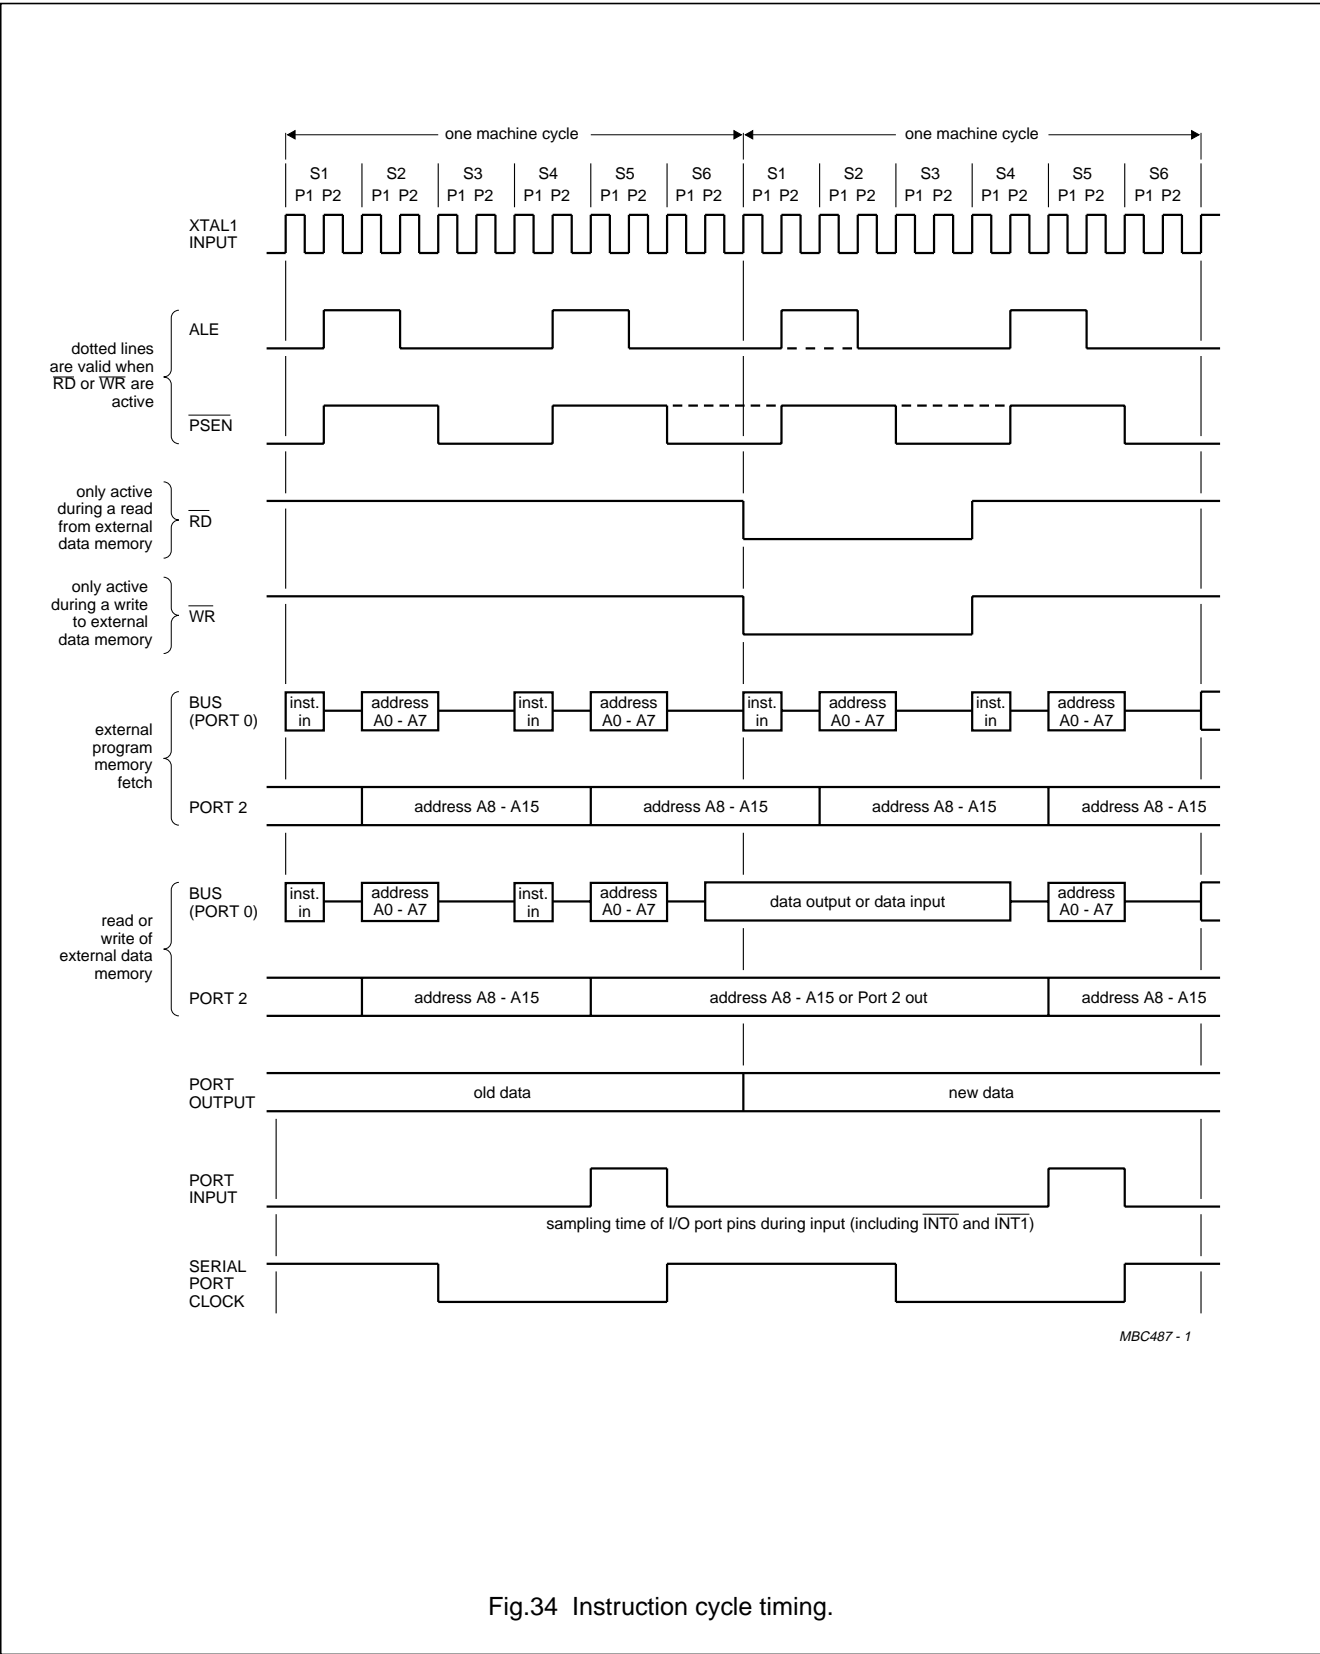 one machine cycle one machine cycle
S1 S2 S3 S4 S5 S6 S1 S2 S3 S4 S5 S6
P1 P2 P1 P2 P1 P2 P1 P2 P1 P2 P1 P2 P1 P2 P1 P2 P1 P2 P1 P2 P1 P2 P1 P2
XTAL1
INPUT
dotted lines
are valid when
RD or WR are
active
ALE
PSEN
only active
during a read
from external
data memory
RD
only active
during a write
to external
data memory
WR
external
program
memory
fetch
BUS
(PORT 0)
inst. address inst. address inst. address inst. address
in A0 - A7 in A0 - A7 in A0 - A7 in A0 - A7
PORT 2 address A8 - A15 address A8 - A15 address A8 - A15 address A8 - A15
read or
write of
external data
memory
BUS
(PORT 0)
inst. address inst. address data output or data input address
in A0 - A7 in A0 - A7 A0 - A7
PORT 2 address A8 - A15 address A8 - A15 or Port 2 out address A8 - A15
PORT
OUTPUT
old data new data
PORT
INPUT
sampling time of I/O port pins during input (including INT0 and INT1)
SERIAL
PORT
CLOCK
MBC487 - 1
Fig.34 Instruction cycle timing.